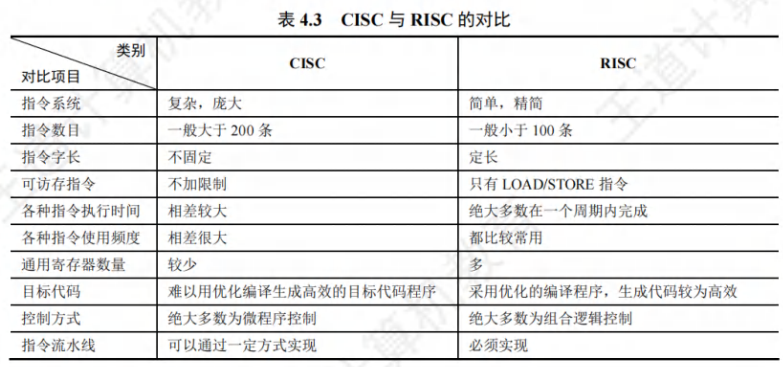 表 4.3 CISC 与 RISC 的对比
类别
对比项目 CISC RISC
指令系统 复杂，庞大 简单，精简
指令数目 一般大于 200 条 一般小于 100 条
指令字长 不固定 定长
可访存指令 不加限制 只有 LOAD/STORE 指令
各种指令执行时间 相差较大 绝大多数在一个周期内完成
各种指令使用频度 相差很大 都比较常用
通用寄存器数量 较少 多
目标代码 难以用优化编译生成高效的目标代码程序 采用优化的编译程序，生成代码较为高效
控制方式 绝大多数为微程序控制 绝大多数为组合逻辑控制
指令流水线 可以通过一定方式实现 必须实现